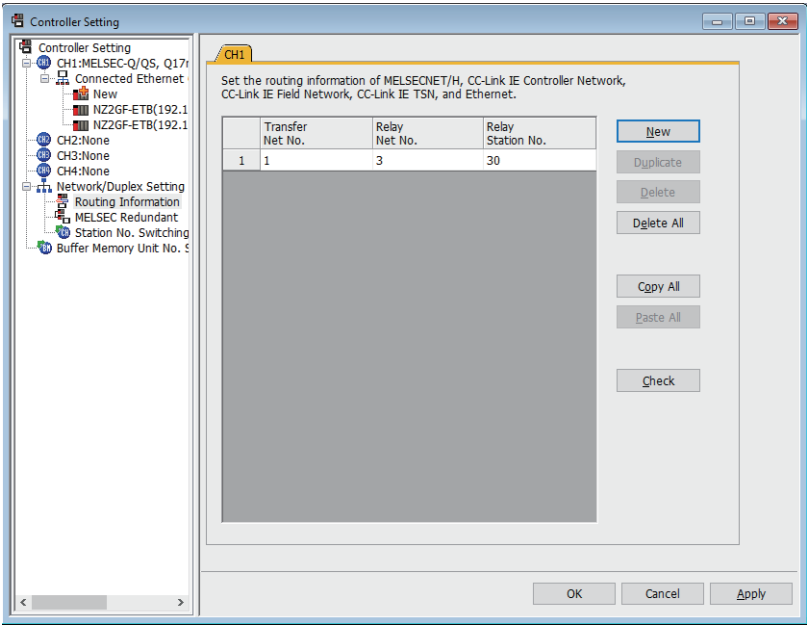 Controller Setting
Controller Setting
CH1:MELSEC-Q/QS, Q17n
Connected Ethernet
New
NZ2GF-ETB(192.1
NZ2GF-ETB(192.1
CH2:None
CH3:None
CH4:None
Network/Duplex Setting
Routing Information
MELSEC Redundant
Station No. Switching
Buffer Memory Unit No. S
CH1
Set the routing information of MELSECNET/H, CC-Link IE Controller Network,
CC-Link IE Field Network, CC-Link IE TSN, and Ethernet.
Transfer Net No. Relay Net No. Relay Station No.
1 1 3 30
New
Duplicate
Delete
Delete All
Copy All
Paste All
Check
OK Cancel Apply